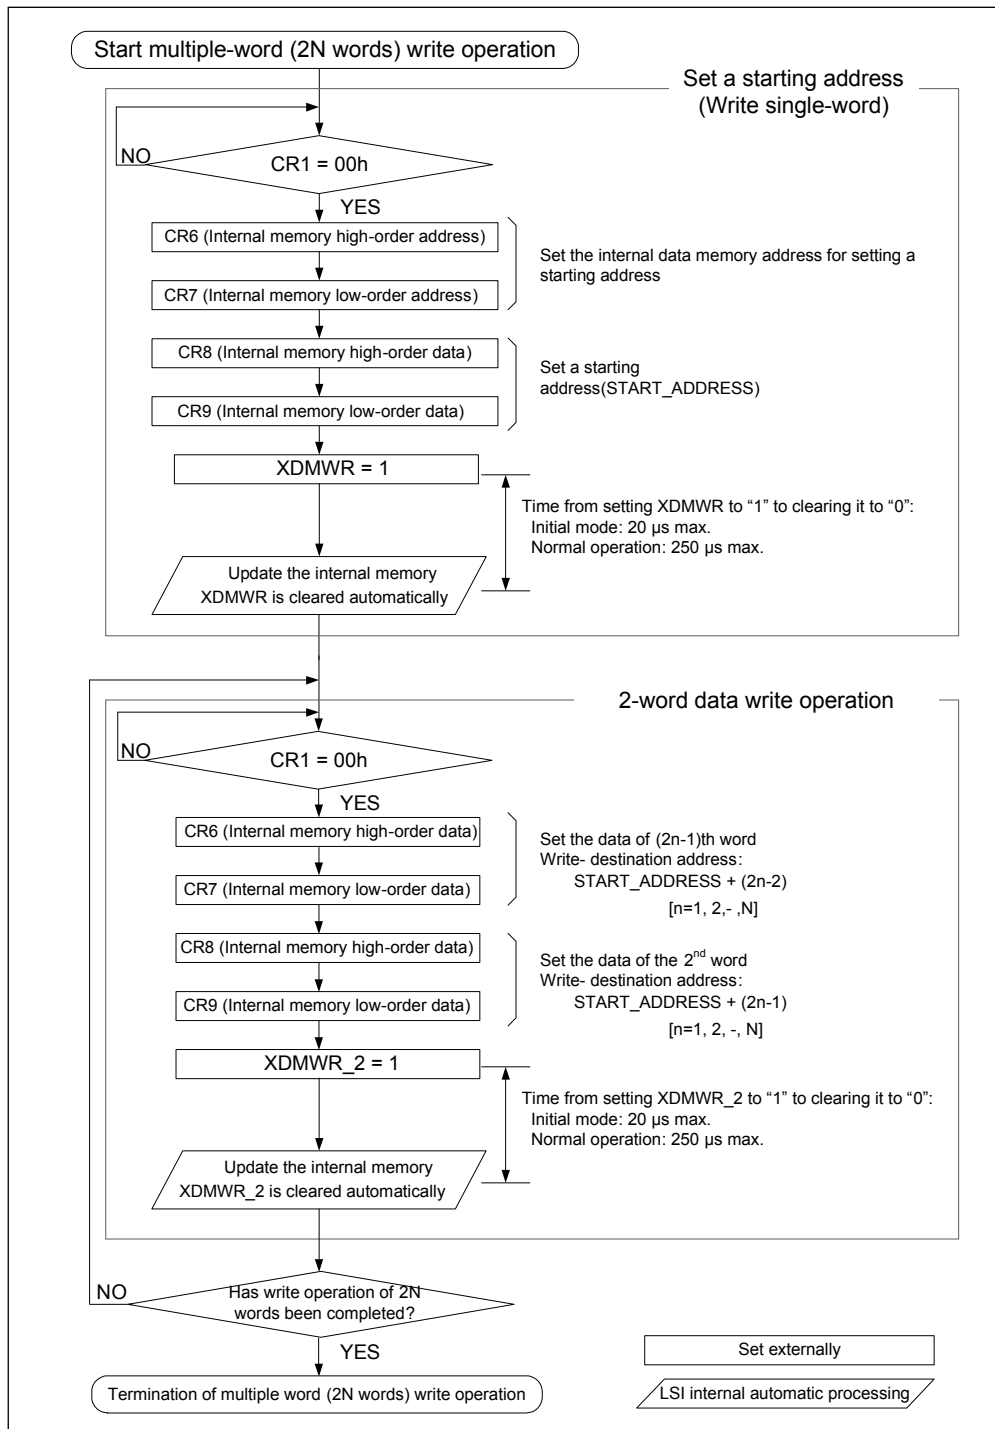 Start multiple-word (2N words) write operation
Set a starting address
(Write single-word)
NO
CR1 = 00h
YES
CR6 (Internal memory high-order address)
CR7 (Internal memory low-order address)
Set the internal data memory address for setting a
starting address
CR8 (Internal memory high-order data)
CR9 (Internal memory low-order data)
Set a starting
address(START_ADDRESS)
XDMWR = 1
Time from setting XDMWR to “1” to clearing it to “0”:
Initial mode: 20 µs max.
Normal operation: 250 µs max.
Update the internal memory
XDMWR is cleared automatically
2-word data write operation
NO
CR1 = 00h
YES
CR6 (Internal memory high-order data)
CR7 (Internal memory low-order data)
Set the data of (2n-1)th word
Write- destination address:
START_ADDRESS + (2n-2)
[n=1, 2,- ,N]
CR8 (Internal memory high-order data)
CR9 (Internal memory low-order data)
Set the data of the 2nd word
Write- destination address:
START_ADDRESS + (2n-1)
[n=1, 2, -, N]
XDMWR_2 = 1
Time from setting XDMWR_2 to “1” to clearing it to “0”:
Initial mode: 20 µs max.
Normal operation: 250 µs max.
Update the internal memory
XDMWR_2 is cleared automatically
NO
Has write operation of 2N
words been completed?
YES
Termination of multiple word (2N words) write operation
Set externally
LSI internal automatic processing